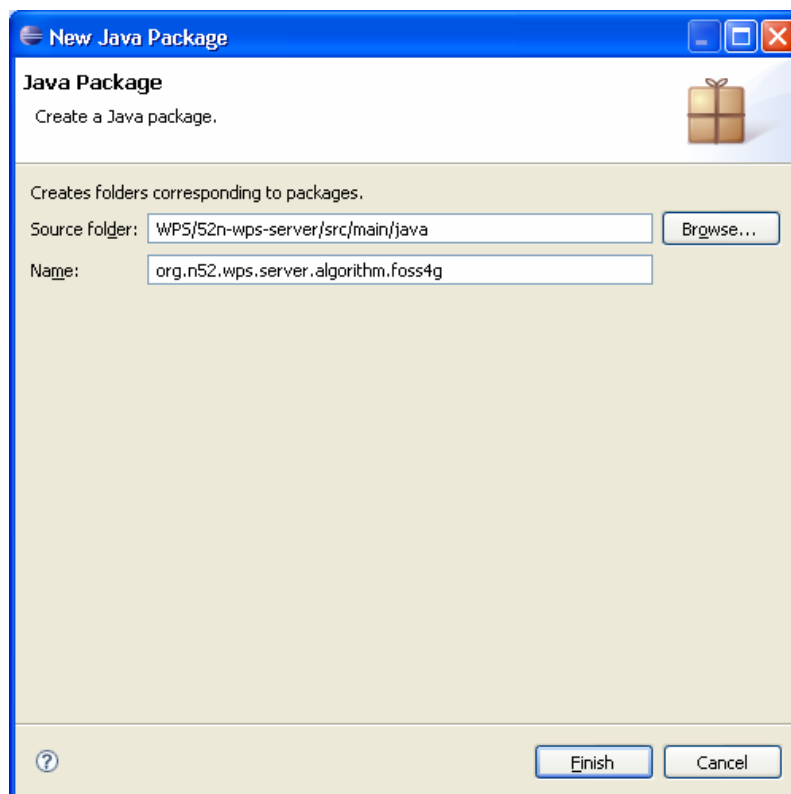 New Java Package
Java Package
Create a Java package.
Creates folders corresponding to packages.
Source folder: WPS/52n-wps-server/src/main/java Browse...
Name: org.n52.wps.server.algorithm.foss4g
? Finish Cancel